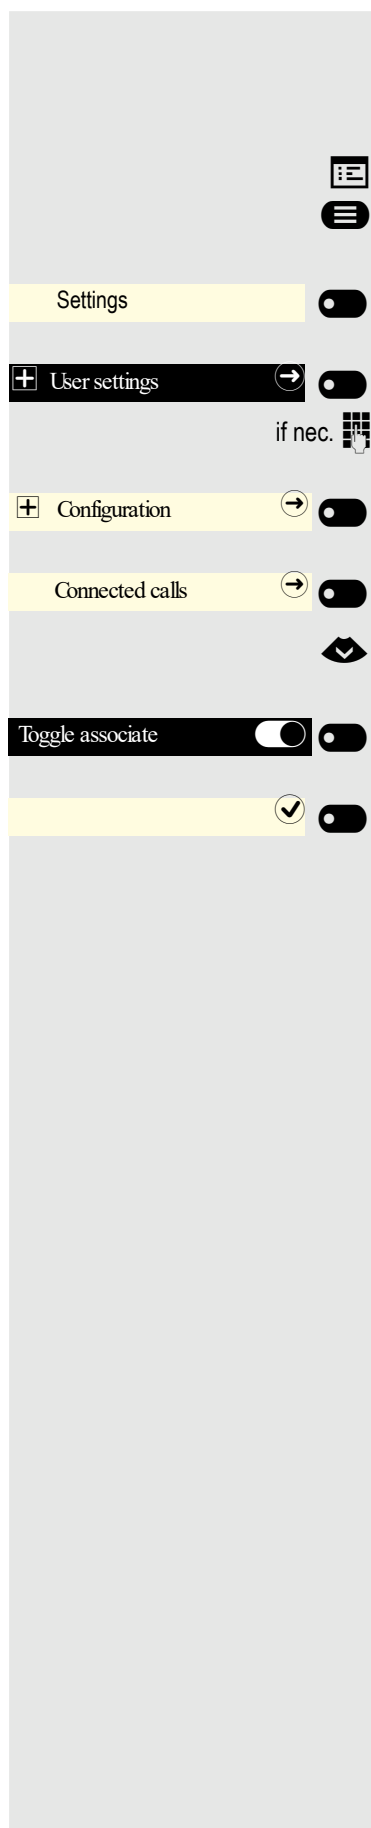 Settings
User settings
if nec.
Configuration
Connected calls
Toggle associate